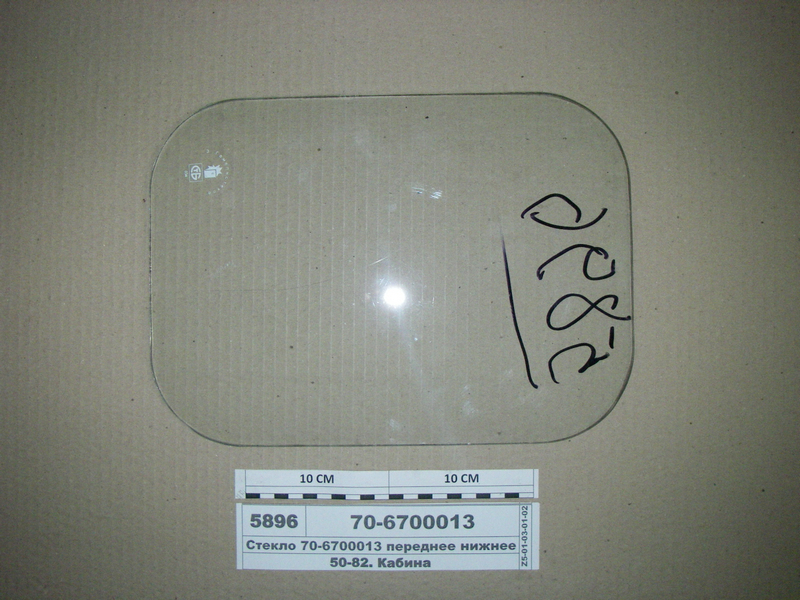 5896
10 CM 10 CM
5896 70-6700013
Стекло 70-6700013 переднее нижнее
50-82. Кабина
Z5-01-03-01-02